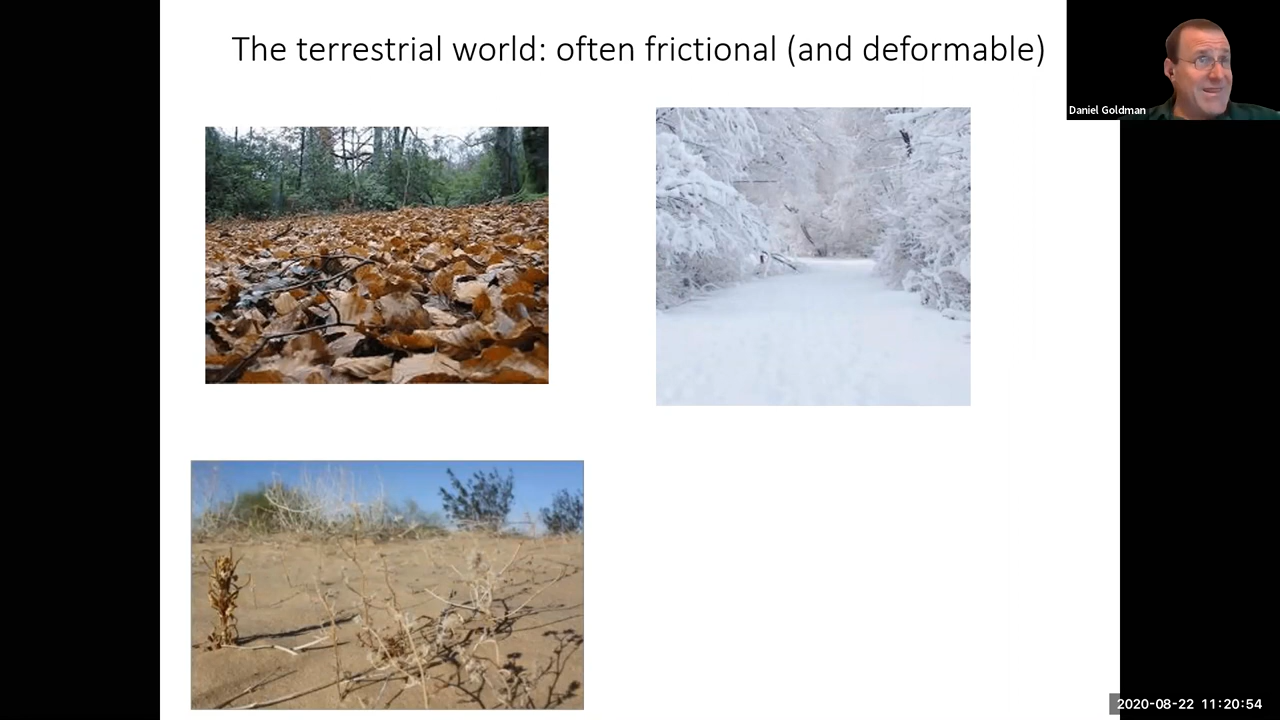 The terrestrial world: often frictional (and deformable)
Daniel Goldman
2020-08-22 11:20:54